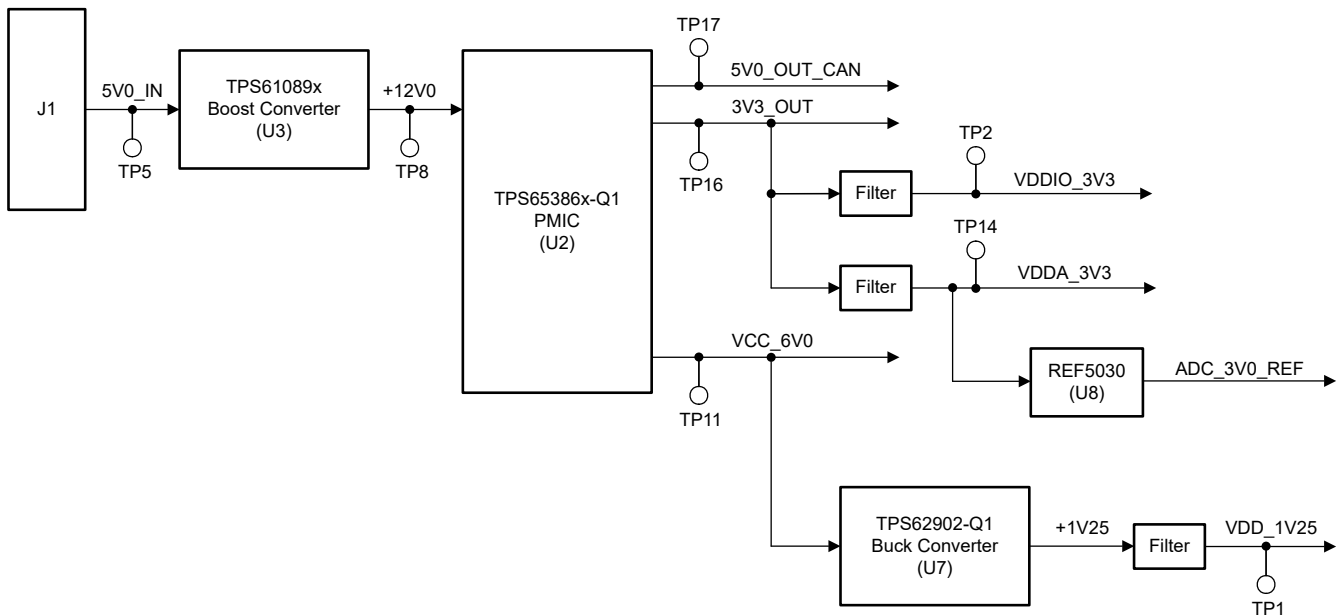 J1
5V0_IN
TP5
TPS61089x
Boost Converter
(U3)
+12V0
TP8
TPS65386x-Q1
PMIC
(U2)
TP17
5V0_OUT_CAN
3V3_OUT
TP16
Filter
TP2
VDDIO_3V3
Filter
TP14
VDDA_3V3
REF5030
(U8)
ADC_3V0_REF
VCC_6V0
TP11
TPS62902-Q1
Buck Converter
(U7)
+1V25
Filter
VDD_1V25
TP1